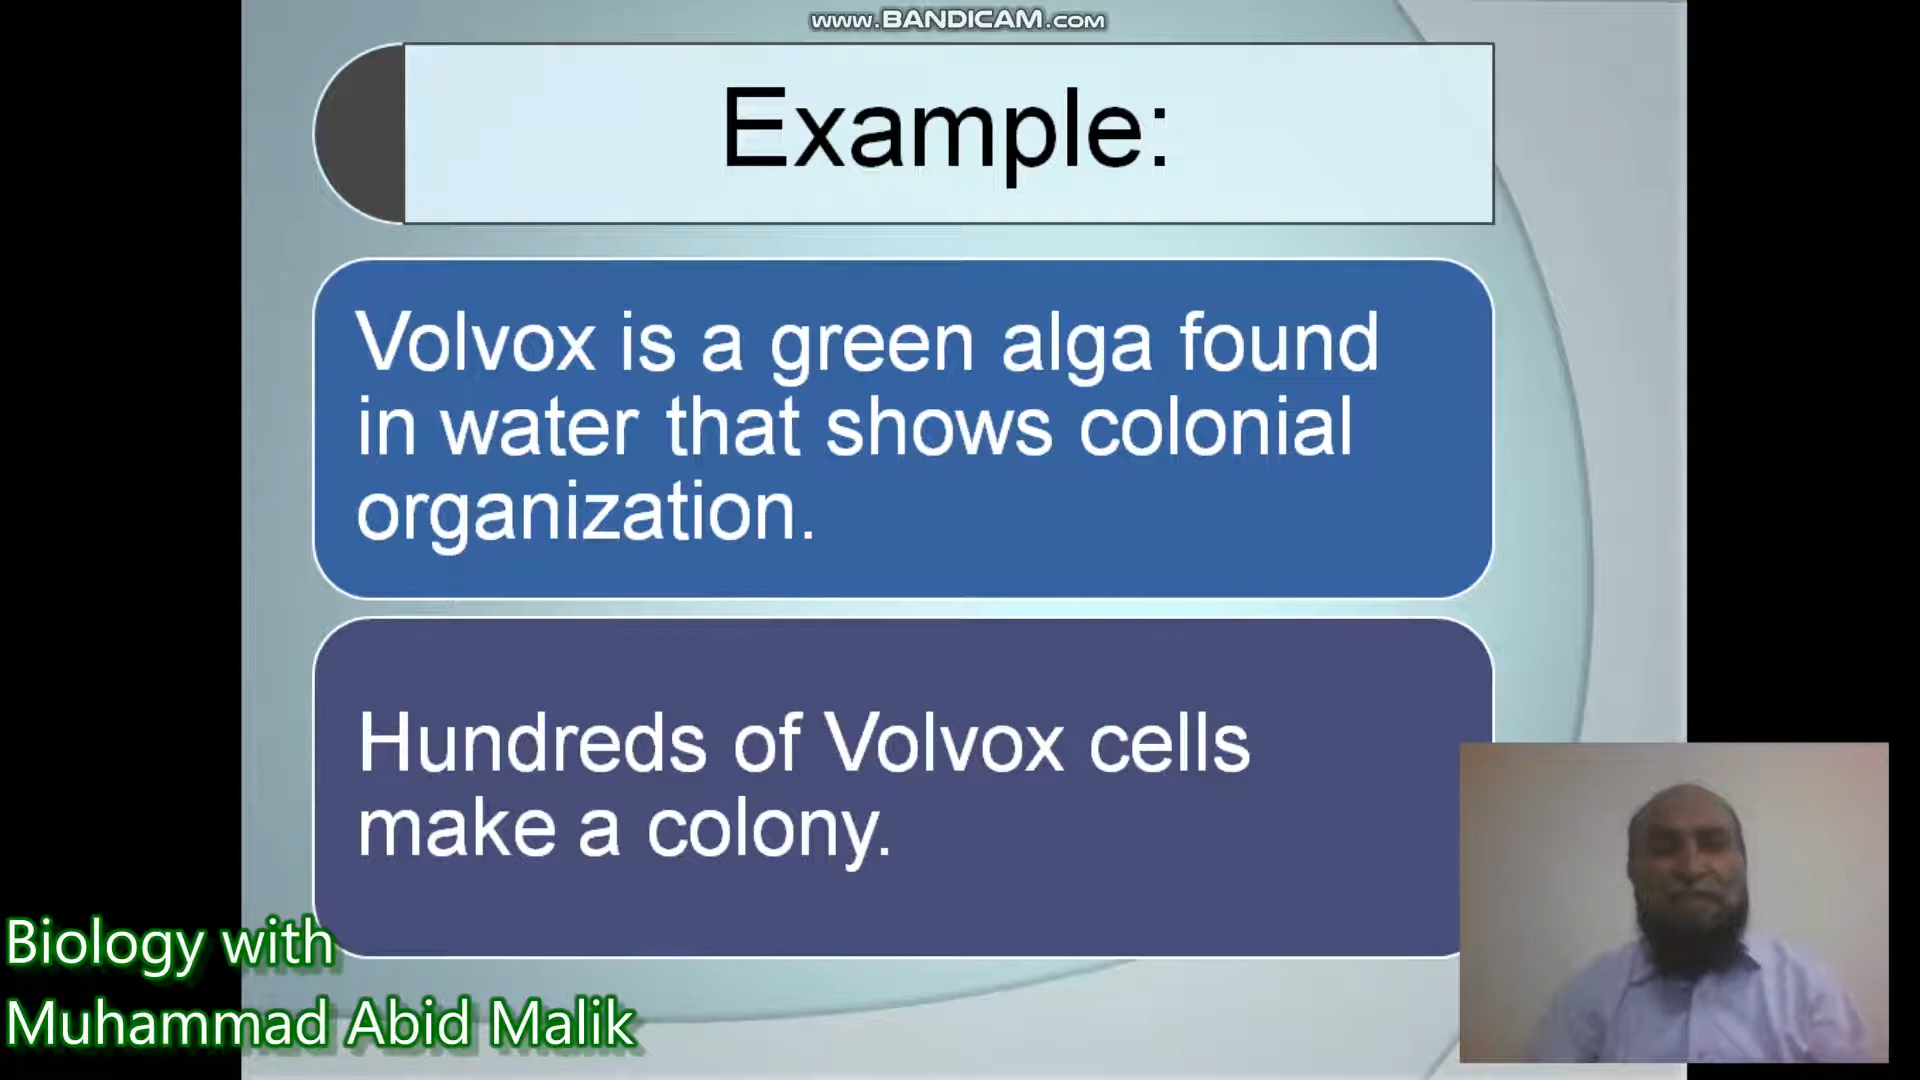 www.BANDICAM.com
Example:
Volvox is a green alga found
in water that shows colonial
organization.
Hundreds of Volvox cells
make a colony.
Biology with
Muhammad Abid Malik